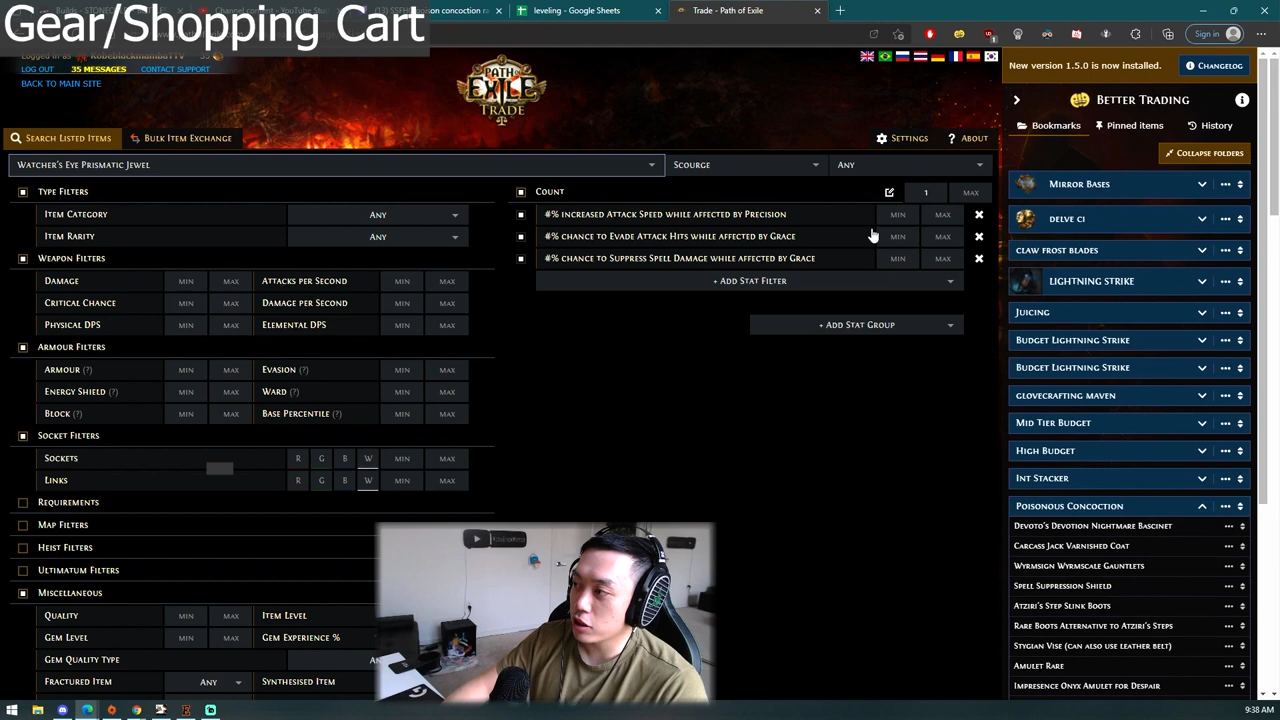 Gear/Shopping Cart
leveling - Google Sheets
Trade - Path of Exile
Sign in
LOG OUT
35 MESSAGES
CONTACT SUPPORT
BACK TO MAIN SITE
PATH OF EXILE
TRADE
New version 1.5.0 is now installed.
Changelog
Better Trading
Bookmarks
Pinned items
History
Collapse folders
Search Listed Items
Bulk Item Exchange
Settings
About
Watcher's Eye Prismatic Jewel
Scourge
Any
Type Filters
Item Category
Any
Item Rarity
Any
Weapon Filters
Damage
MIN
MAX
Attacks per Second
MIN
MAX
Critical Chance
MIN
MAX
Damage per Second
MIN
MAX
Physical DPS
MIN
MAX
Elemental DPS
MIN
MAX
Armour Filters
Armour (?)
MIN
MAX
Evasion (?)
MIN
MAX
Energy Shield (?)
MIN
MAX
Ward (?)
MIN
MAX
Block (?)
MIN
MAX
Base Percentile (?)
MIN
MAX
Socket Filters
Sockets
R
G
B
W
MIN
MAX
Links
R
G
B
W
MIN
MAX
Requirements
Map Filters
Heist Filters
Ultimatum Filters
Miscellaneous
Quality
MIN
MAX
Item Level
Gem Level
MIN
MAX
Gem Experience %
Gem Quality Type
Fractured Item
Any
Synthesised Item
Count
1
MAX
#% increased Attack Speed while affected by Precision
MIN
MAX
#% chance to Evade Attack Hits while affected by Grace
MIN
MAX
#% chance to Suppress Spell Damage while affected by Grace
MIN
MAX
+ Add Stat Filter
+ Add Stat Group
Mirror Bases
delve ci
claw frost blades
LIGHTNING STRIKE
Juicing
Budget Lightning Strike
Budget Lightning Strike
glovecrafting maven
Mid Tier Budget
High Budget
Int Stacker
Poisonous Concoction
Devoto's Devotion Nightmare Bascinet
Carcass Jack Varnished Coat
Wyrmsign Wyrmscale Gauntlets
Spell Suppression Shield
Atziri's Step Slink Boots
Rare Boots Alternative to Atziri's Steps
Stygian Vise (can also use leather belt)
Amulet Rare
Impresence Onyx Amulet for Despair
9:38 AM